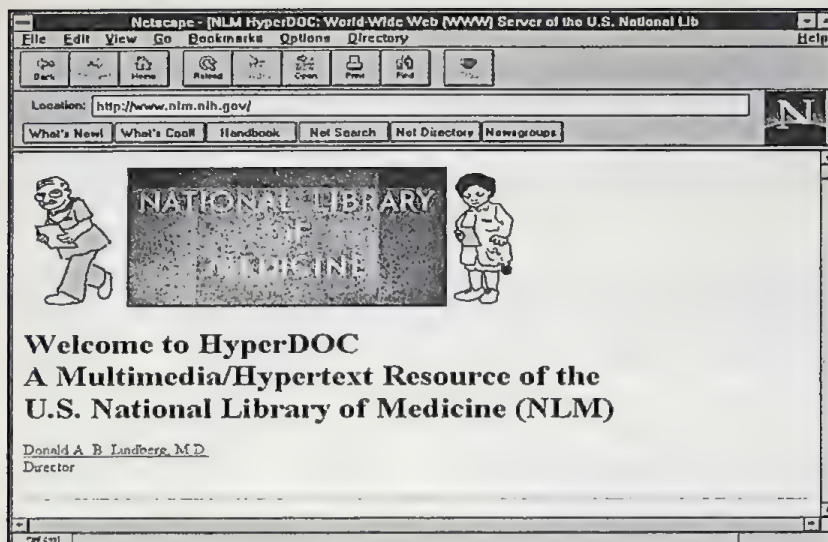 Netscape - [NLM HyperDOC: World-Wide Web (WWW) Server of the U.S. National Lib
File Edit View Go Bookmarks Options Directory Help
Back Home Reload Open Print Find
Location: http://www.nlm.nih.gov/
What's New! What's Cool! Handbook Net Search Net Directory Newsgroups
N
NATIONAL LIBRARY
OF
MEDICINE
Welcome to HyperDOC
A Multimedia/Hypertext Resource of the
U.S. National Library of Medicine (NLM)
Donald A. B. Lindberg, M.D.
Director